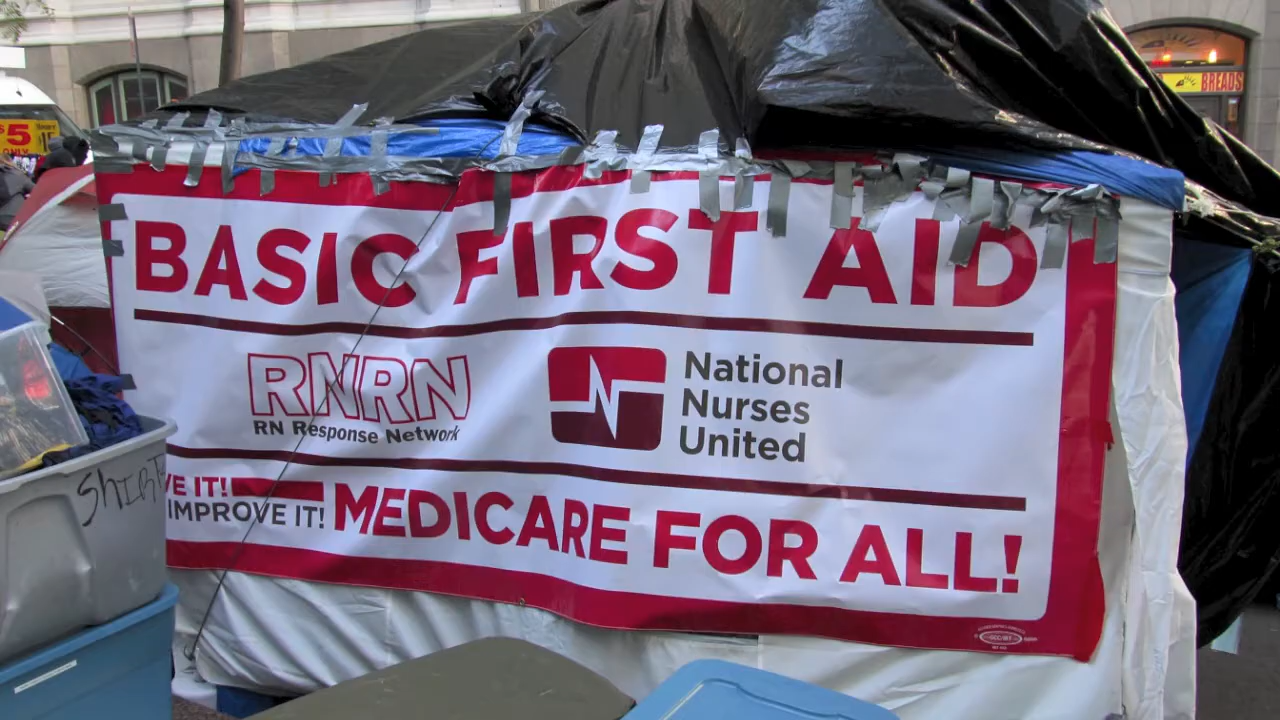 BREADS
$5
ONLY
BASIC FIRST AID
RNRN
RN Response Network
National
Nurses
United
VE IT!
IMPROVE IT!
MEDICARE FOR ALL!
SHIRT